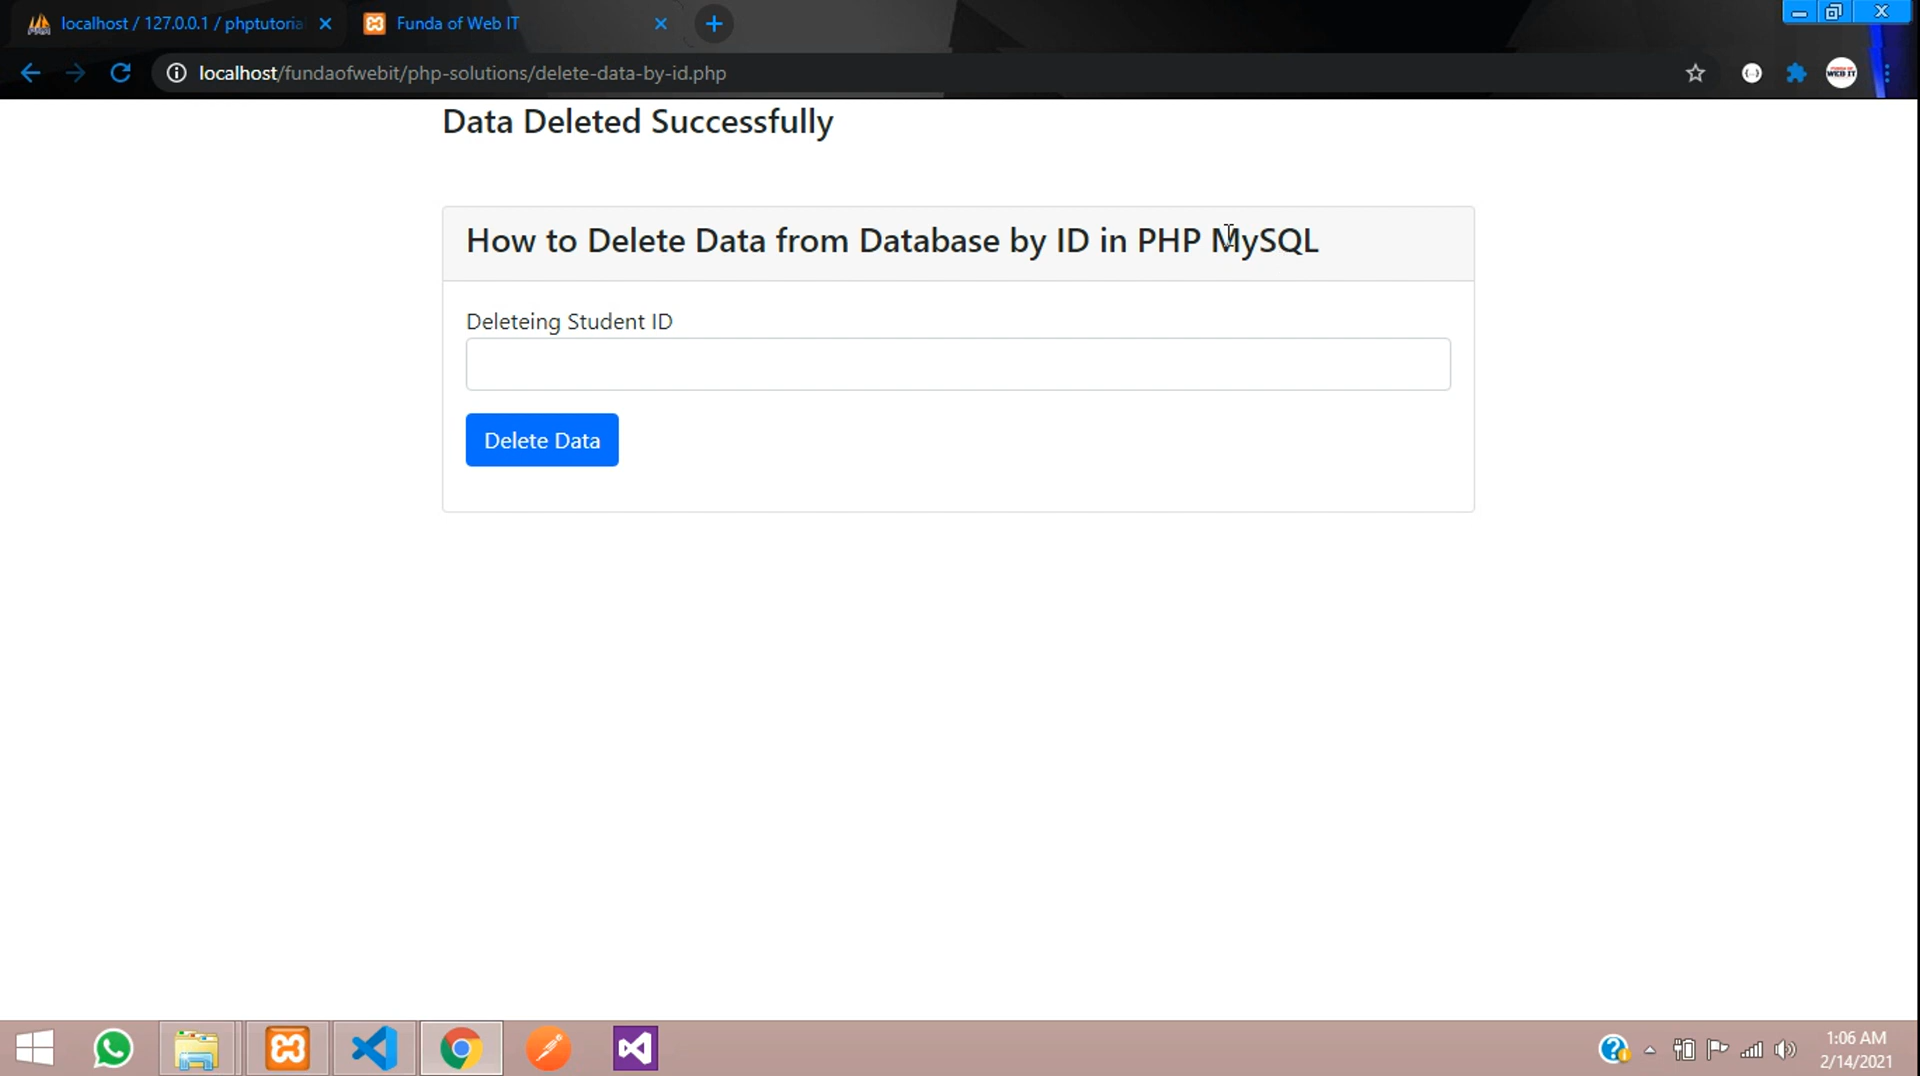 localhost / 127.0.0.1 / phptutoria
Funda of Web IT
localhost/fundaofwebit/php-solutions/delete-data-by-id.php
WEB IT
Data Deleted Successfully
How to Delete Data from Database by ID in PHP MySQL
Deleteing Student ID
Delete Data
1:06 AM
2/14/2021